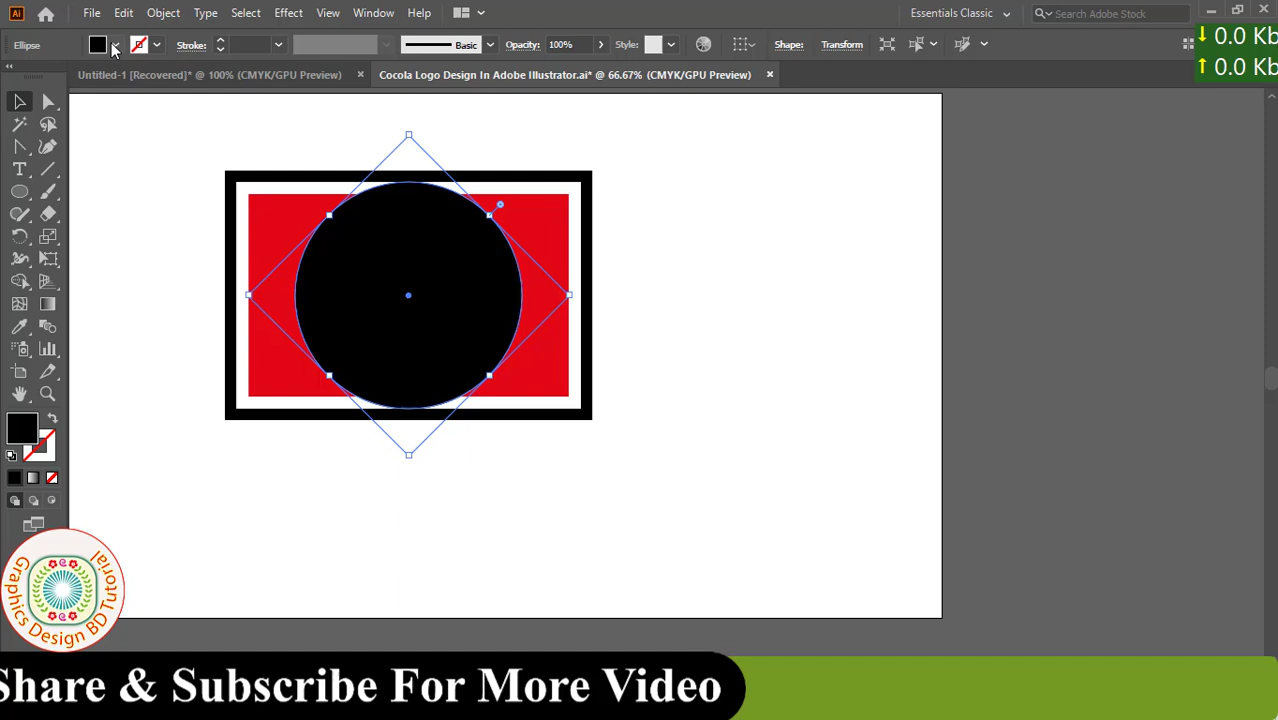 Ai File Edit Object Type Select Effect View Window Help Essentials Classic Search Adobe Stock
Ellipse Stroke: Basic Opacity: 100% Style: Shape: Transform ↓ 0.0 Kb
↑ 0.0 Kb
Untitled-1 [Recovered]* @ 100% (CMYK/GPU Preview) × Cocola Logo Design In Adobe Illustrator.ai* @ 66.67% (CMYK/GPU Preview) ×
Graphics Design BD Tutorial
Share & Subscribe For More Video